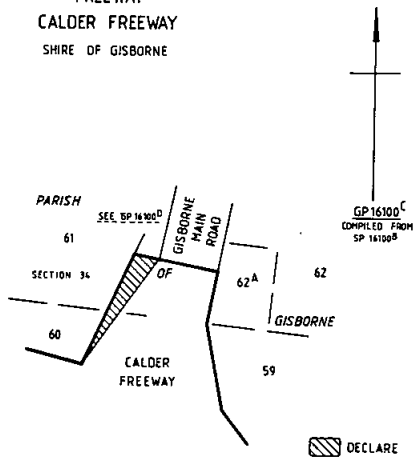 FREEWAY
CALDER FREEWAY
SHIRE OF GISBORNE
PARISH
61
SEE GP 16100D
GISBORNE
MAIN
ROAD
GP 16100C
COMPILED FROM
SP 16100B
SECTION 34
OF
62A
62
60
GISBORNE
CALDER
FREEWAY
59
DECLARE